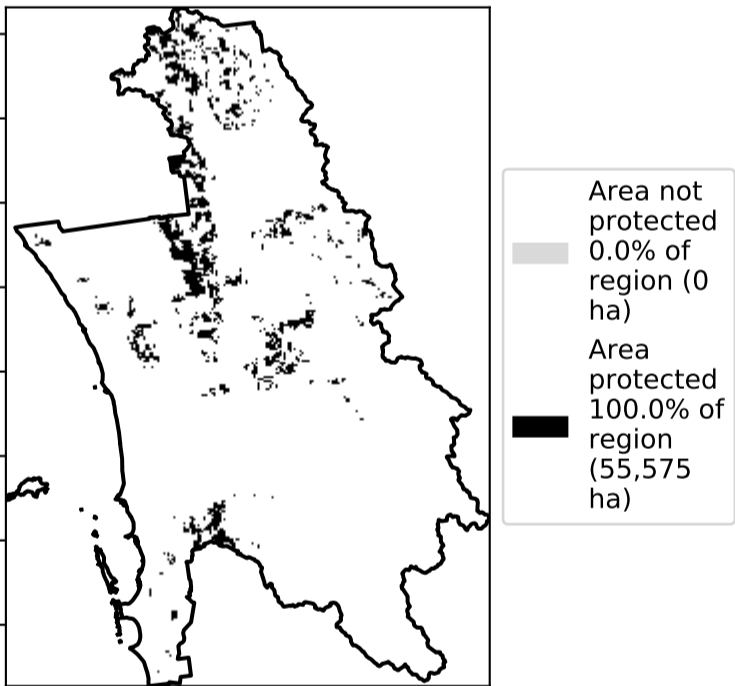 Area not
protected
0.0% of
region (0
ha)
Area
protected
100.0% of
region
(55,575
ha)